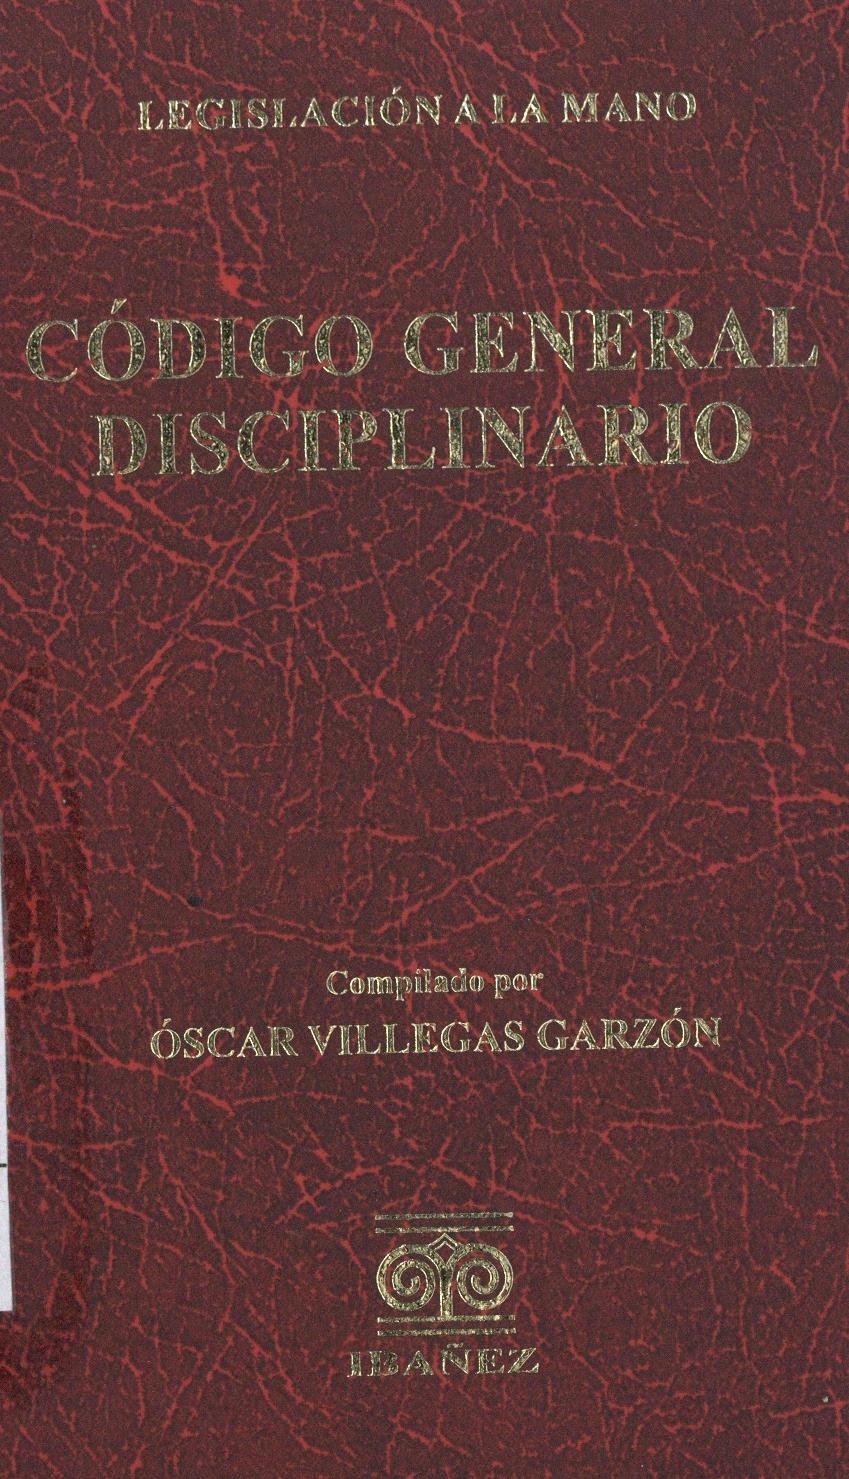 LEGISLACIÓN A LA MANO
CÓDIGO GENERAL
DISCIPLINARIO
Compilado por
ÓSCAR VILLEGAS GARZÓN
IBAÑEZ